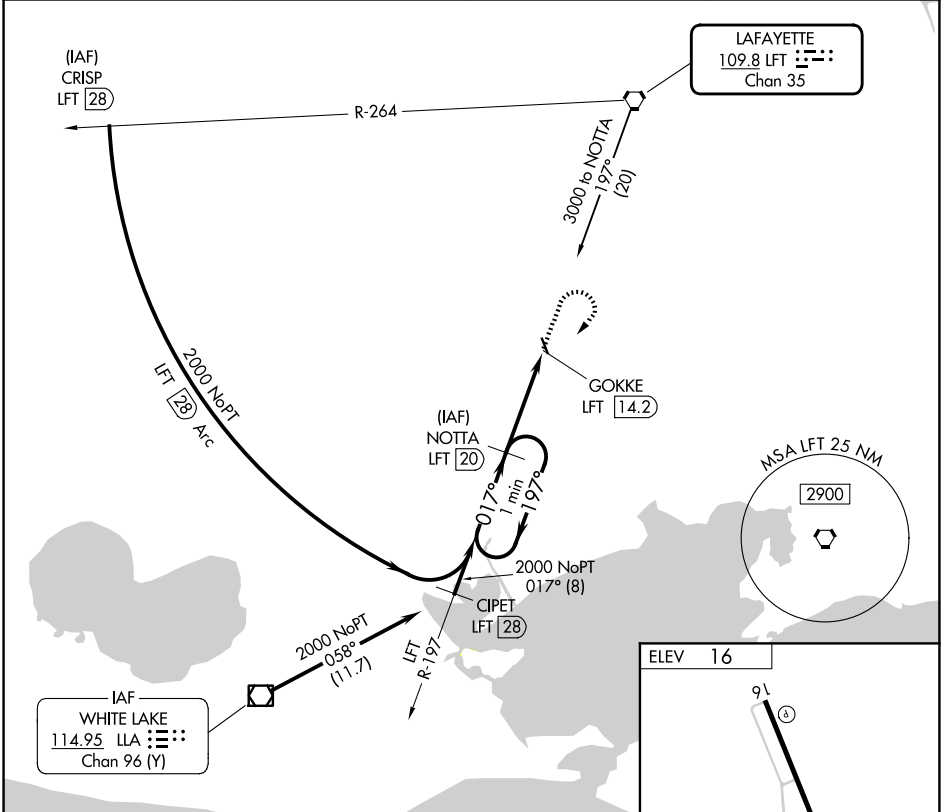 (IAF)
CRISP
LFT 28
LAFAYETTE
109.8 LFT
Chan 35
R-264
3000 to NOTTA
197°
(20)
2000 NoPT
LFT 28 Arc
GOKKE
LFT 14.2
(IAF)
NOTTA
LFT 20
017°
1 min
197°
MSA LFT 25 NM
2900
2000 NoPT
017° (8)
CIPET
LFT 28
2000 NoPT
058°
(11.7)
LFT
R-197
IAF
WHITE LAKE
114.95 LLA
Chan 96 (Y)
ELEV 16
16
P